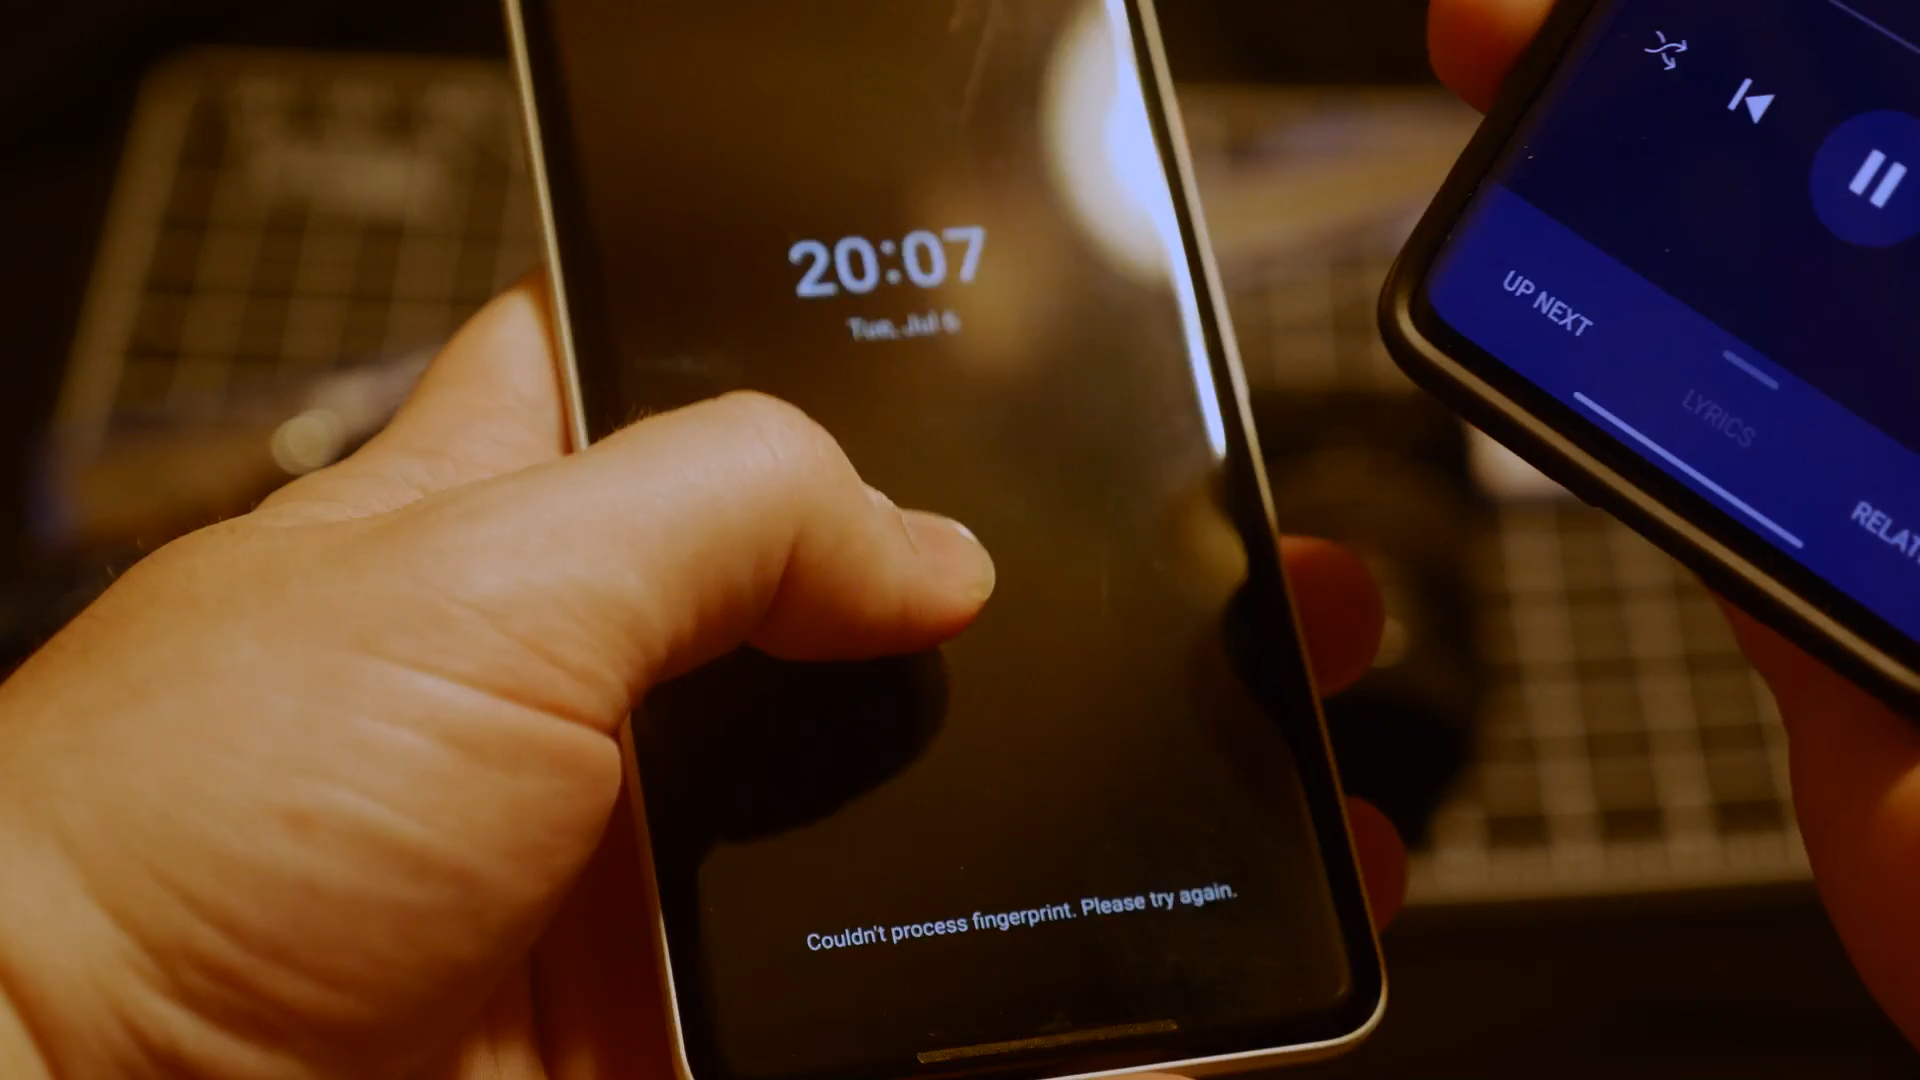 20:07
Tue, Jul 6
Couldn't process fingerprint. Please try again.
UP NEXT
LYRICS
RELAT